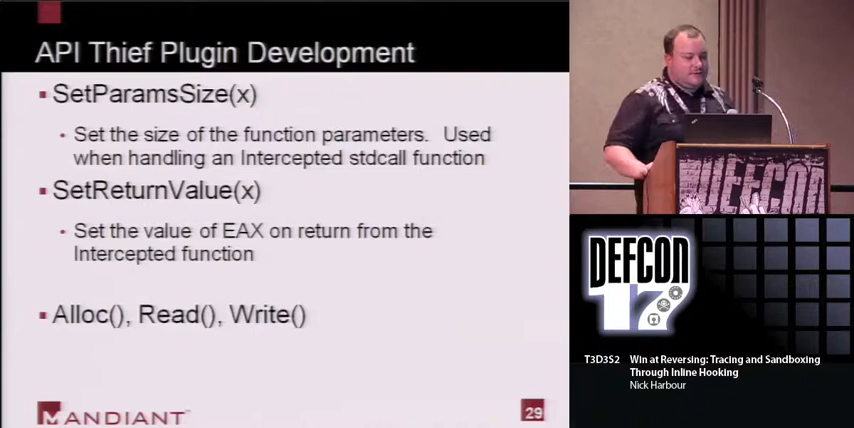 API Thief Plugin Development
SetParamsSize(x)
Set the size of the function parameters. Used
when handling an Intercepted stdcall function
SetReturnValue(x)
Set the value of EAX on return from the
Intercepted function
Alloc(), Read(), Write()
MANDIANT
29
DEFCON
DEFCON
17
T3D3S2 Win at Reversing: Tracing and Sandboxing
Through Inline Hooking
Nick Harbour